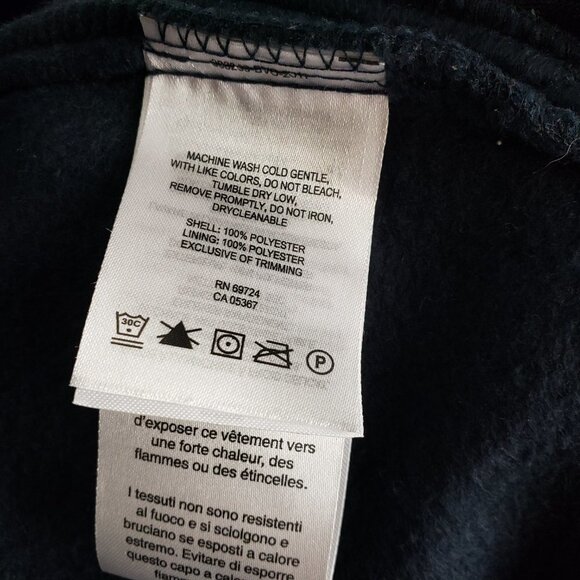 MACHINE WASH COLD GENTLE,
WITH LIKE COLORS, DO NOT BLEACH,
TUMBLE DRY LOW,
REMOVE PROMPTLY, DO NOT IRON,
DRYCLEANABLE
SHELL: 100% POLYESTER
LINING: 100% POLYESTER
EXCLUSIVE OF TRIMMING
RN 69724
CA 05367
30C
P
d'exposer ce vêtement vers
une forte chaleur, des
flammes ou des étincelles.
I tessuti non sono resistenti
al fuoco e si sciolgono e
bruciano se esposti a calore
estremo. Evitare di esporre
questo capo a calore